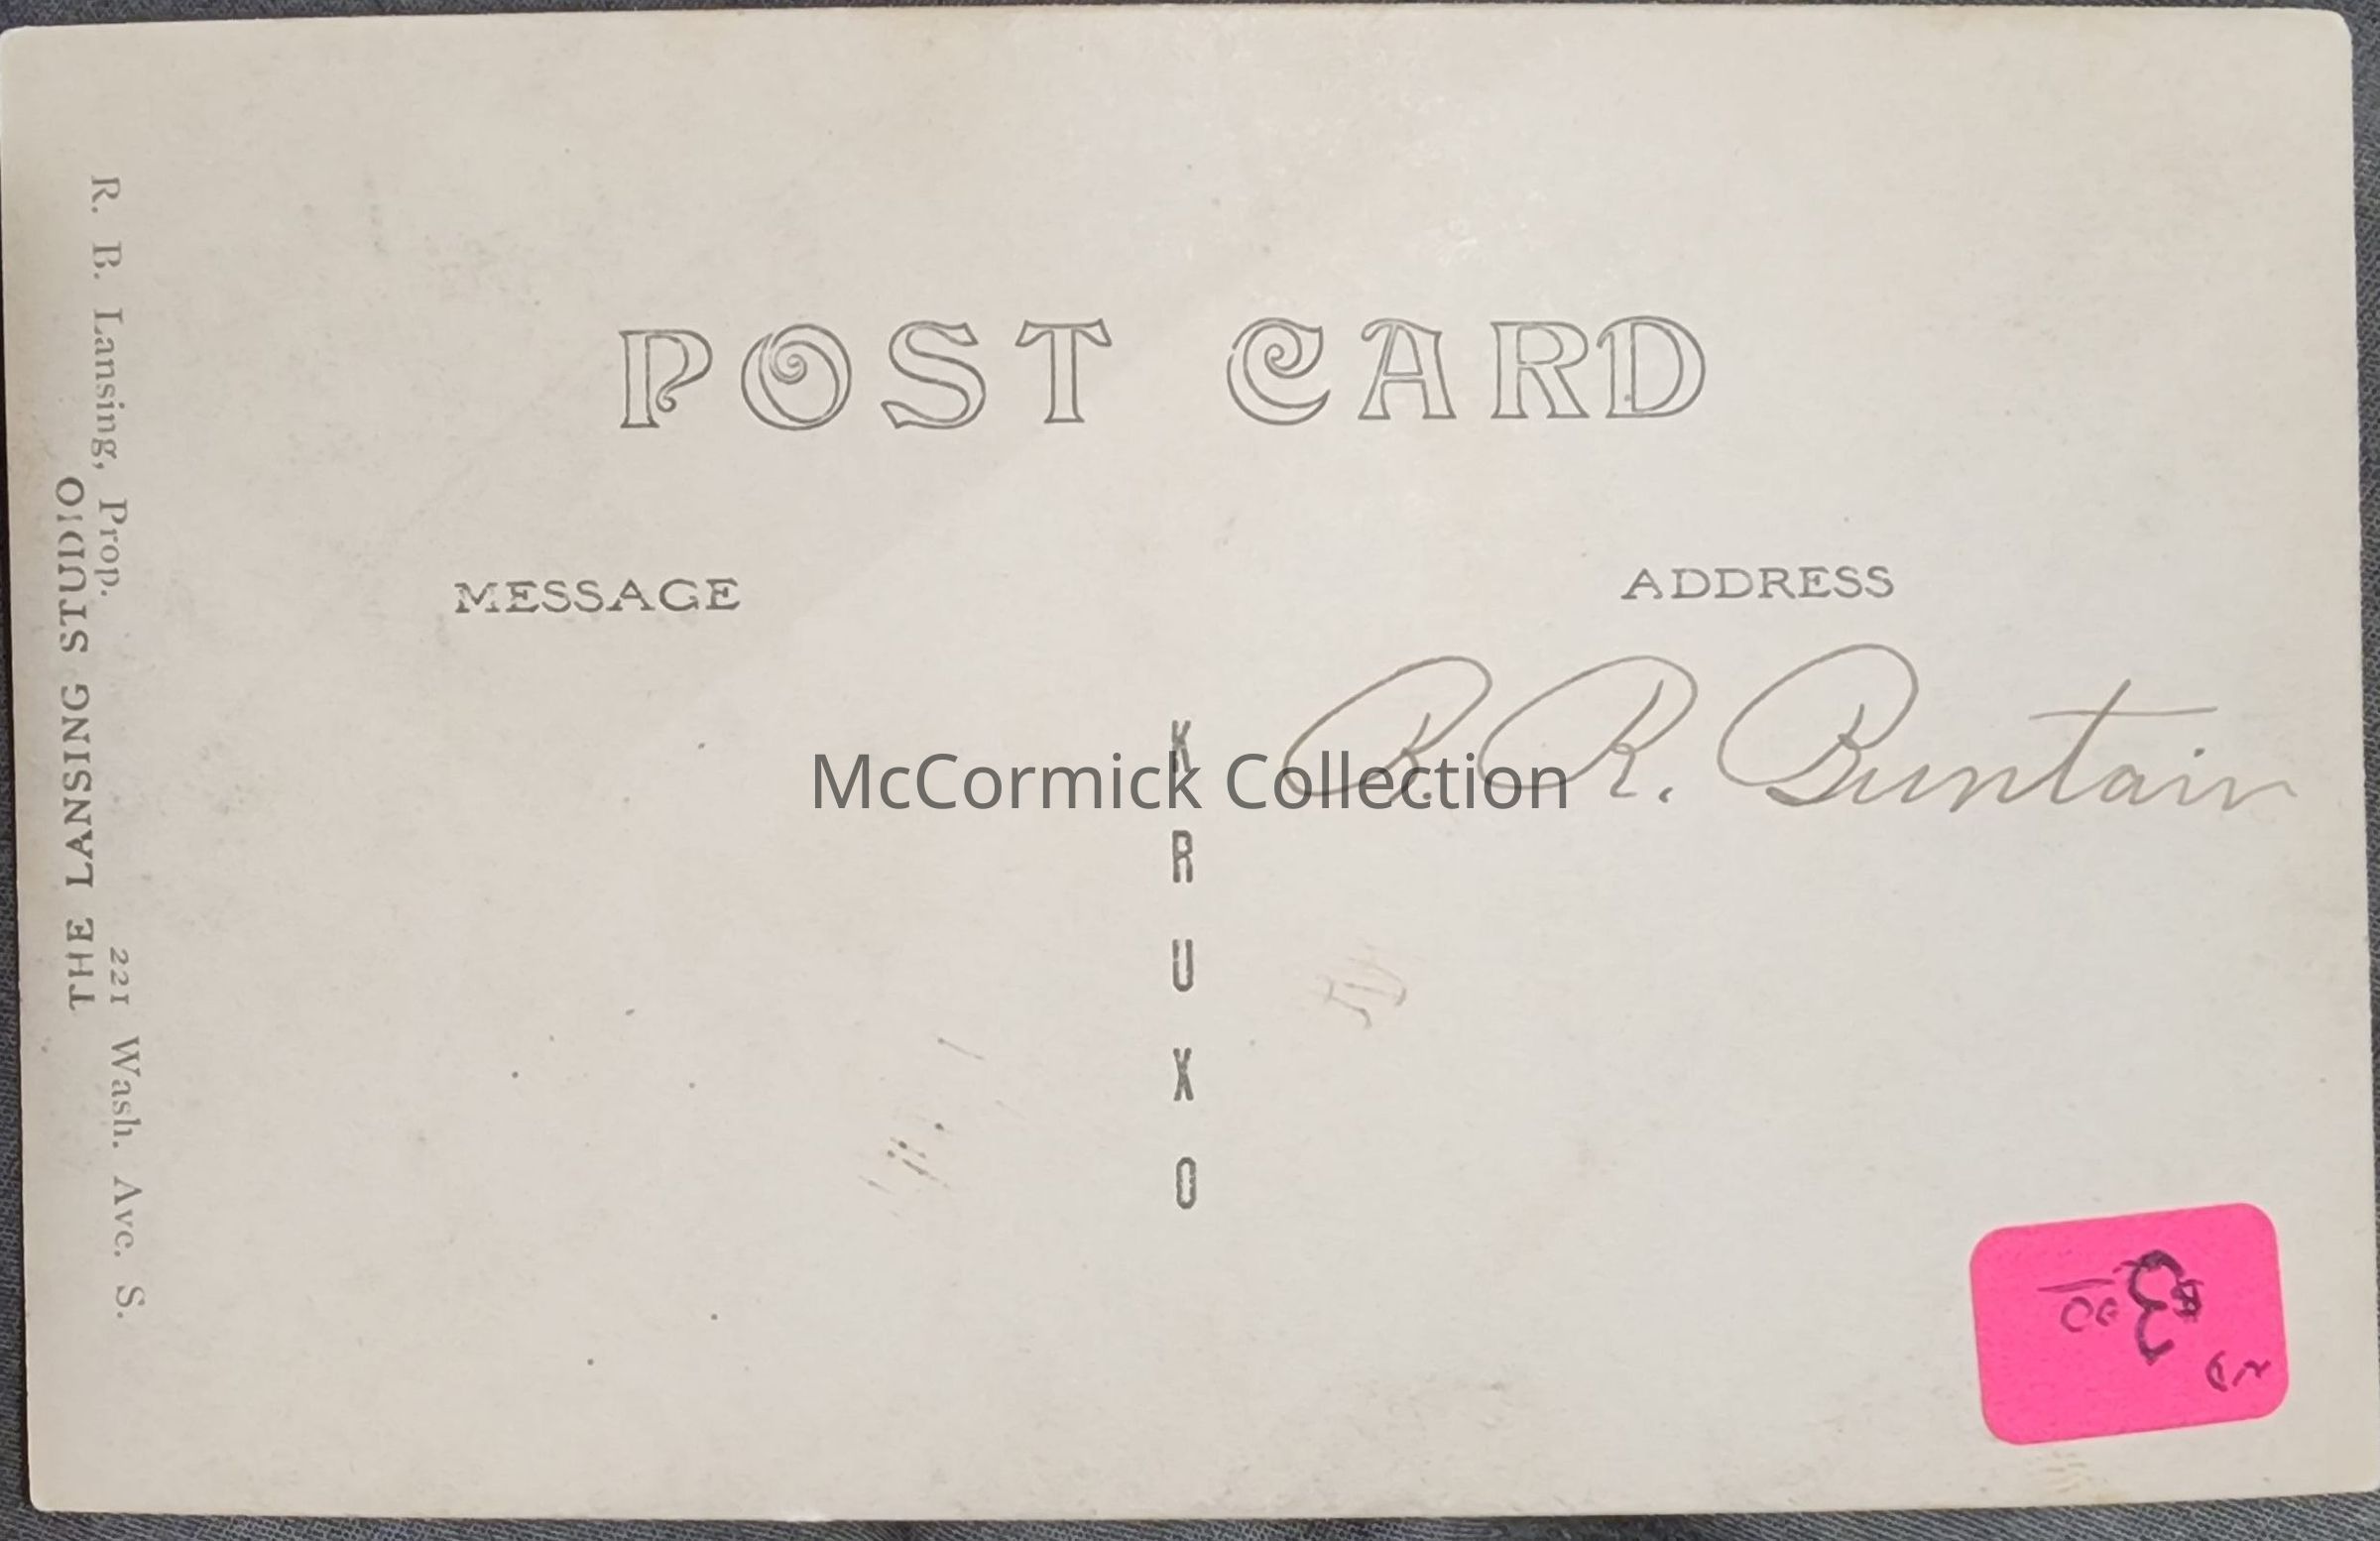 POST CARD
MESSAGE
ADDRESS
R. R. Buntain
KRUXO
R. B. Lansing, Prop. 221 Wash. Ave. S.
THE LANSING STUDIO
McCormick Collection